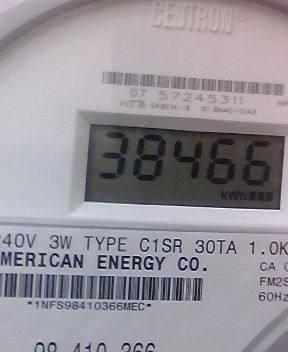 CENTRON®
07 57245311
38466
kWh
240V 3W TYPE C1SR 30TA 1.0K
AMERICAN ENERGY CO.
CA
FM2S
60Hz
*1NFS98410366MEC*
98 410 366